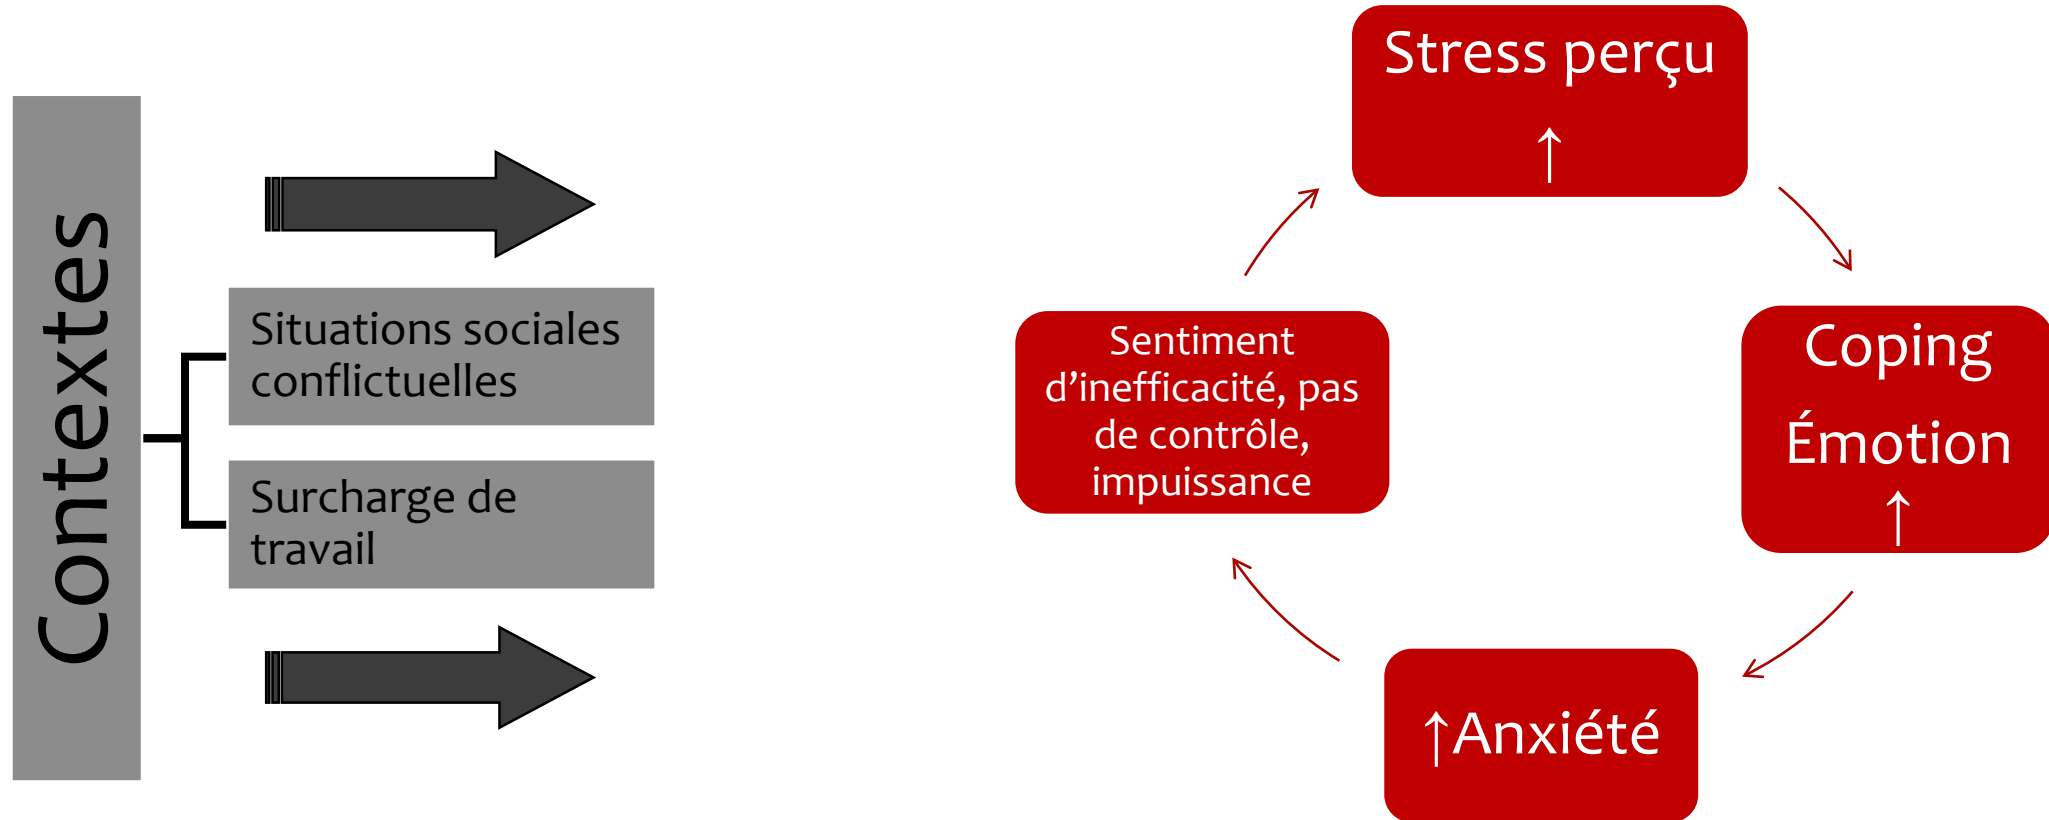 Contextes
Situations sociales
conflictuelles
Surcharge de
travail
Stress perçu
↑
Coping
Émotion
↑
↑Anxiété
Sentiment
d’inefficacité, pas
de contrôle,
impuissance